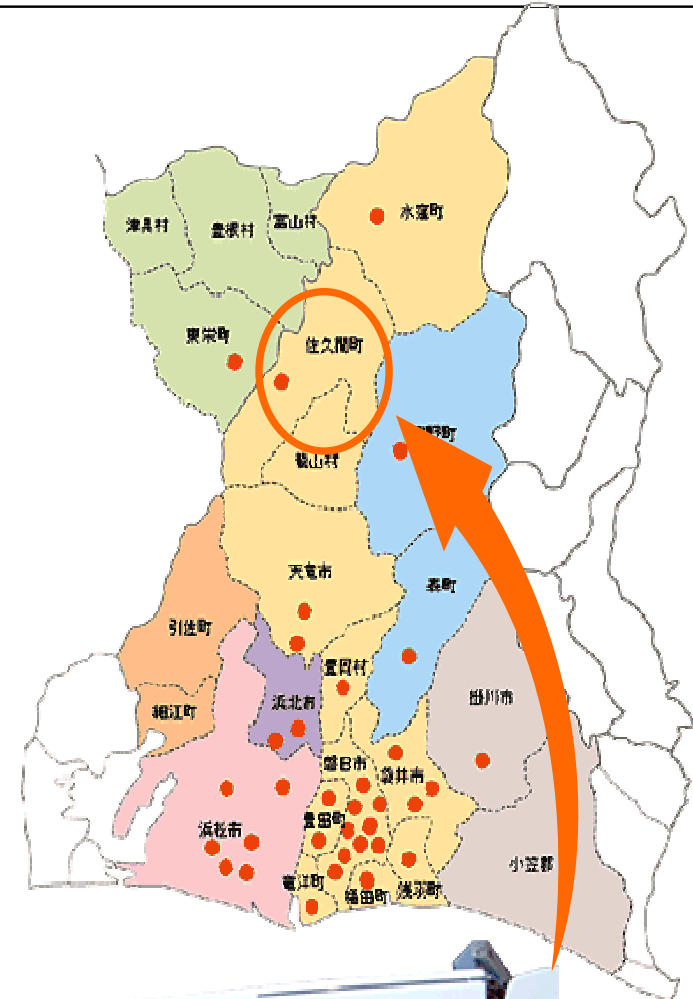 水窪町
津具村
豊根村
富山村
東栄町
佐久間町
野町
龍山村
天竜市
森町
引佐町
豊岡村
掛川市
浜北市
細江町
磐田市
袋井市
豊田町
浜松市
小笠郡
竜洋町
福田町
浅羽町